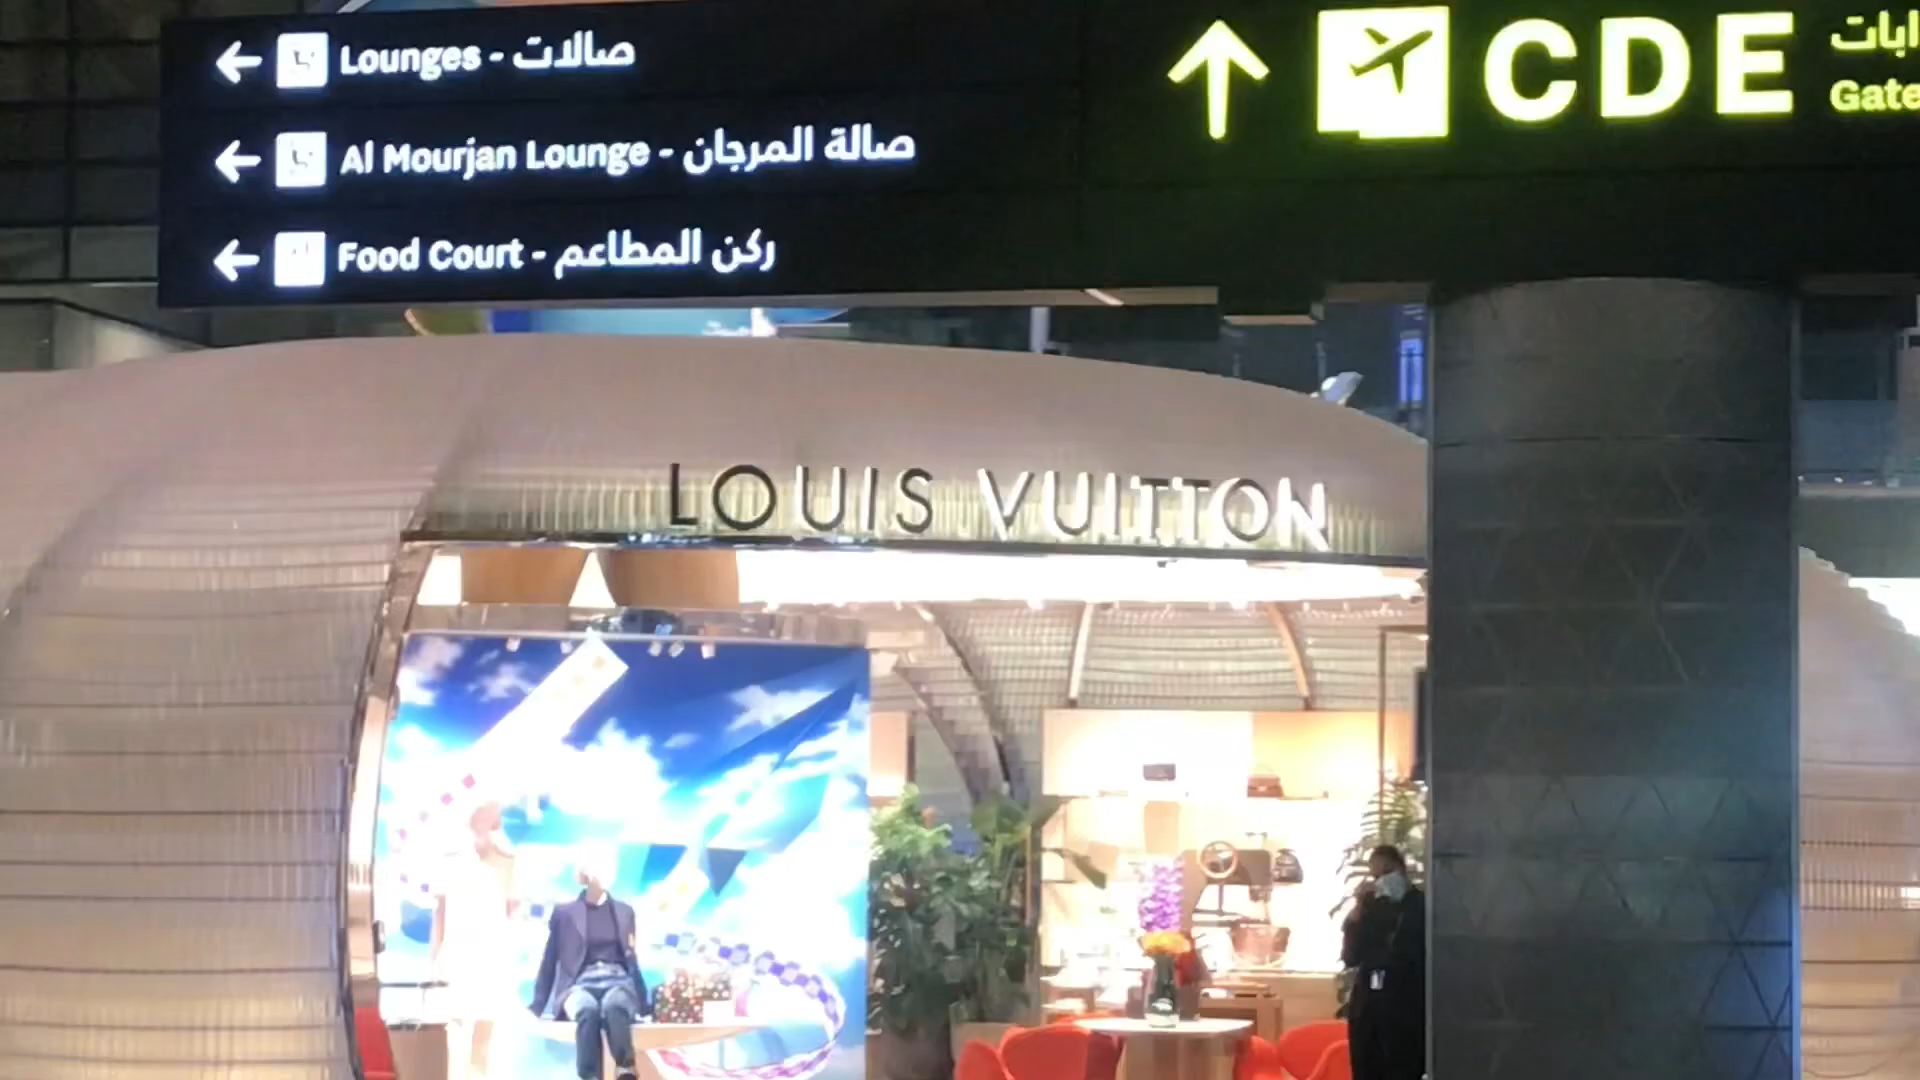 Lounges - صالات
Al Mourjan Lounge - صالة المرجان
Food Court - ركن المطاعم
CDE
Gate
LOUIS VUITTON